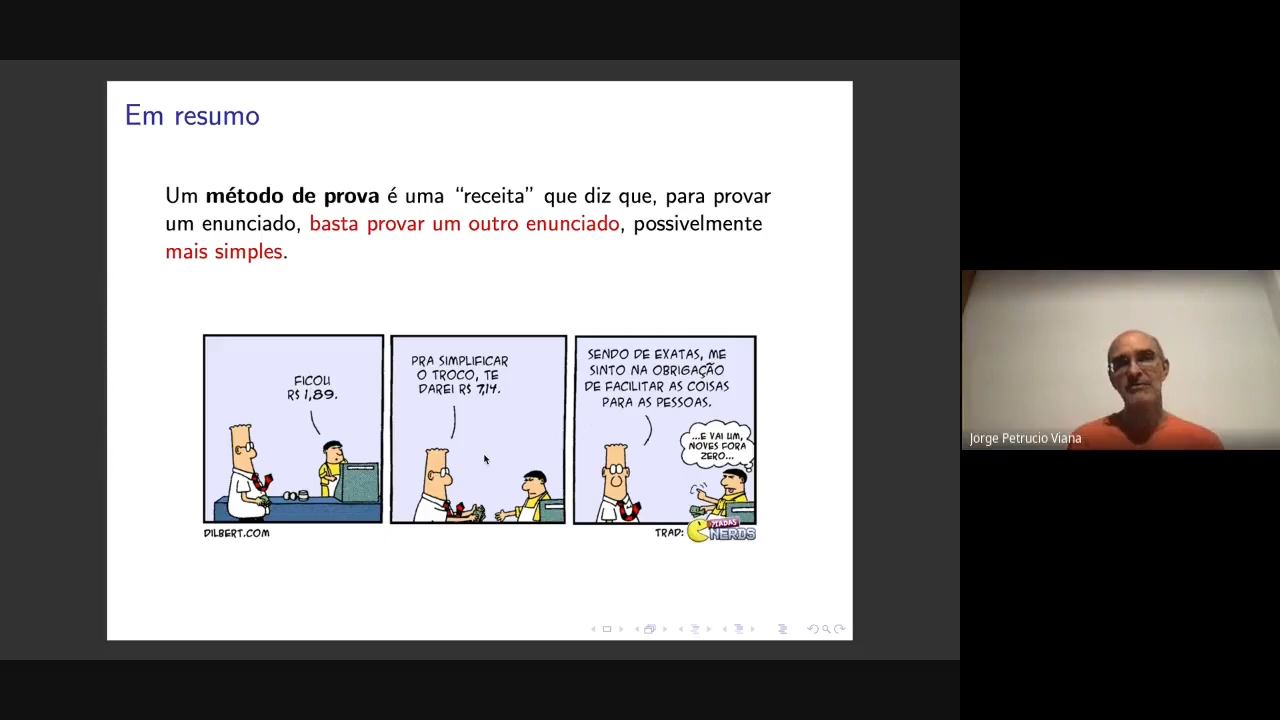 Em resumo
Um método de prova é uma “receita” que diz que, para provar
um enunciado, basta provar um outro enunciado, possivelmente
mais simples.
FICOU
R$ 1,89.
PRA SIMPLIFICAR
O TROCO, TE
DAREI R$ 7,14.
SENDO DE EXATAS, ME
SINTO NA OBRIGAÇÃO
DE FACILITAR AS COISAS
PARA AS PESSOAS.
...E VAI UM,
NOVES FORA
ZERO...
DILBERT.COM
TRAD:
PIADAS
NERDS
Jorge Petrucio Viana